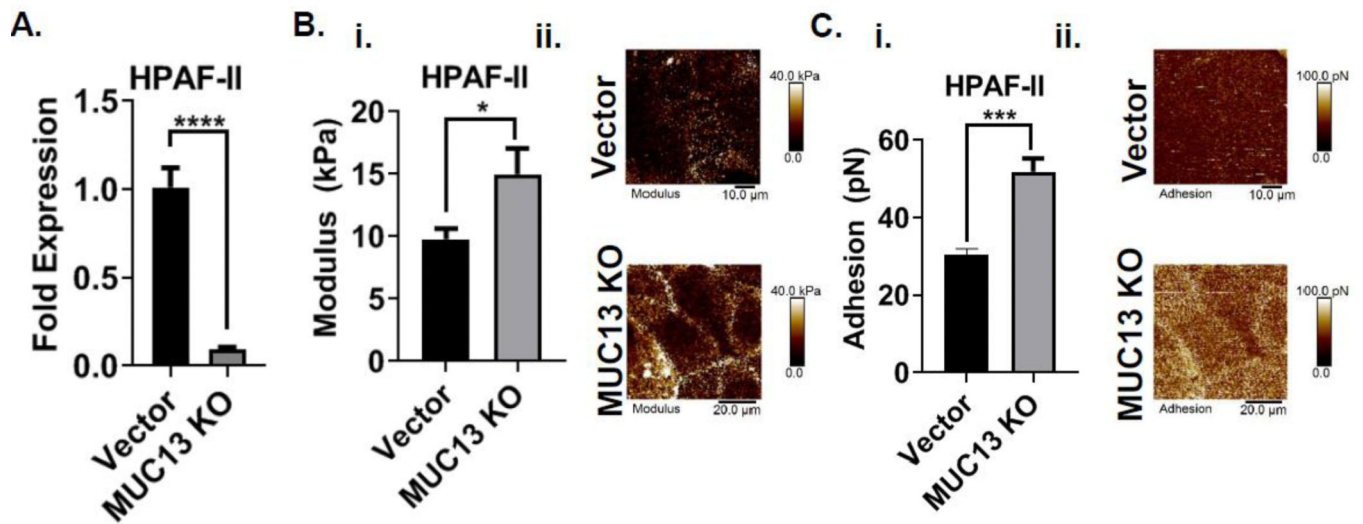 A.
HPAF-II
Fold Expression
1.5
1.0
0.5
0.0
****
Vector
MUC13 KO
B.
i.
HPAF-II
Modulus (kPa)
20
15
10
5
0
*
Vector
MUC13 KO
ii.
Vector
40.0 kPa
0.0
Modulus
10.0 µm
MUC13 KO
40.0 kPa
0.0
Modulus
20.0 µm
C.
i.
HPAF-II
Adhesion (pN)
60
40
20
0
***
Vector
MUC13 KO
ii.
Vector
100.0 pN
0.0
Adhesion
10.0 µm
MUC13 KO
100.0 pN
0.0
Adhesion
20.0 µm